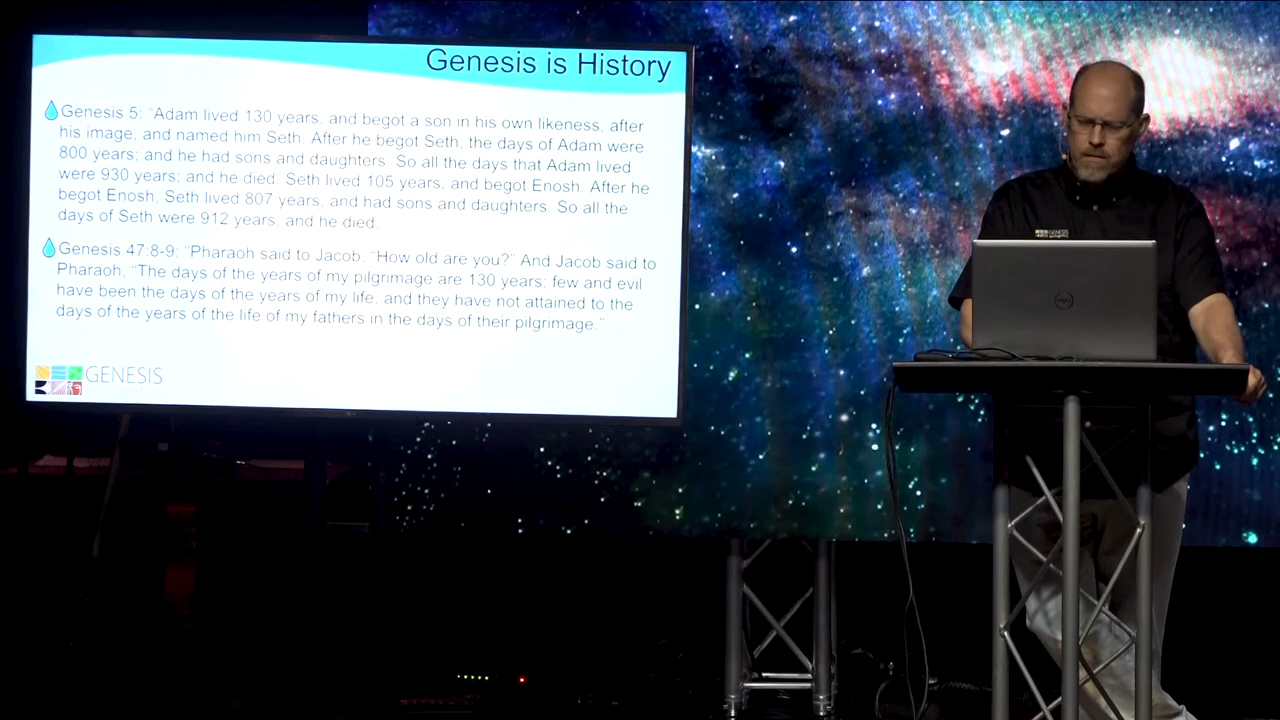 Genesis is History
Genesis 5: “Adam lived 130 years, and begot a son in his own likeness, after
his image, and named him Seth. After he begot Seth, the days of Adam were
800 years; and he had sons and daughters. So all the days that Adam lived
were 930 years; and he died. Seth lived 105 years, and begot Enosh. After he
begot Enosh, Seth lived 807 years, and had sons and daughters. So all the
days of Seth were 912 years; and he died.
Genesis 47:8-9: “Pharaoh said to Jacob, “How old are you?” And Jacob said to
Pharaoh, “The days of the years of my pilgrimage are 130 years; few and evil
have been the days of the years of my life, and they have not attained to the
days of the years of the life of my fathers in the days of their pilgrimage.”
GENESIS
GENESIS
DELL